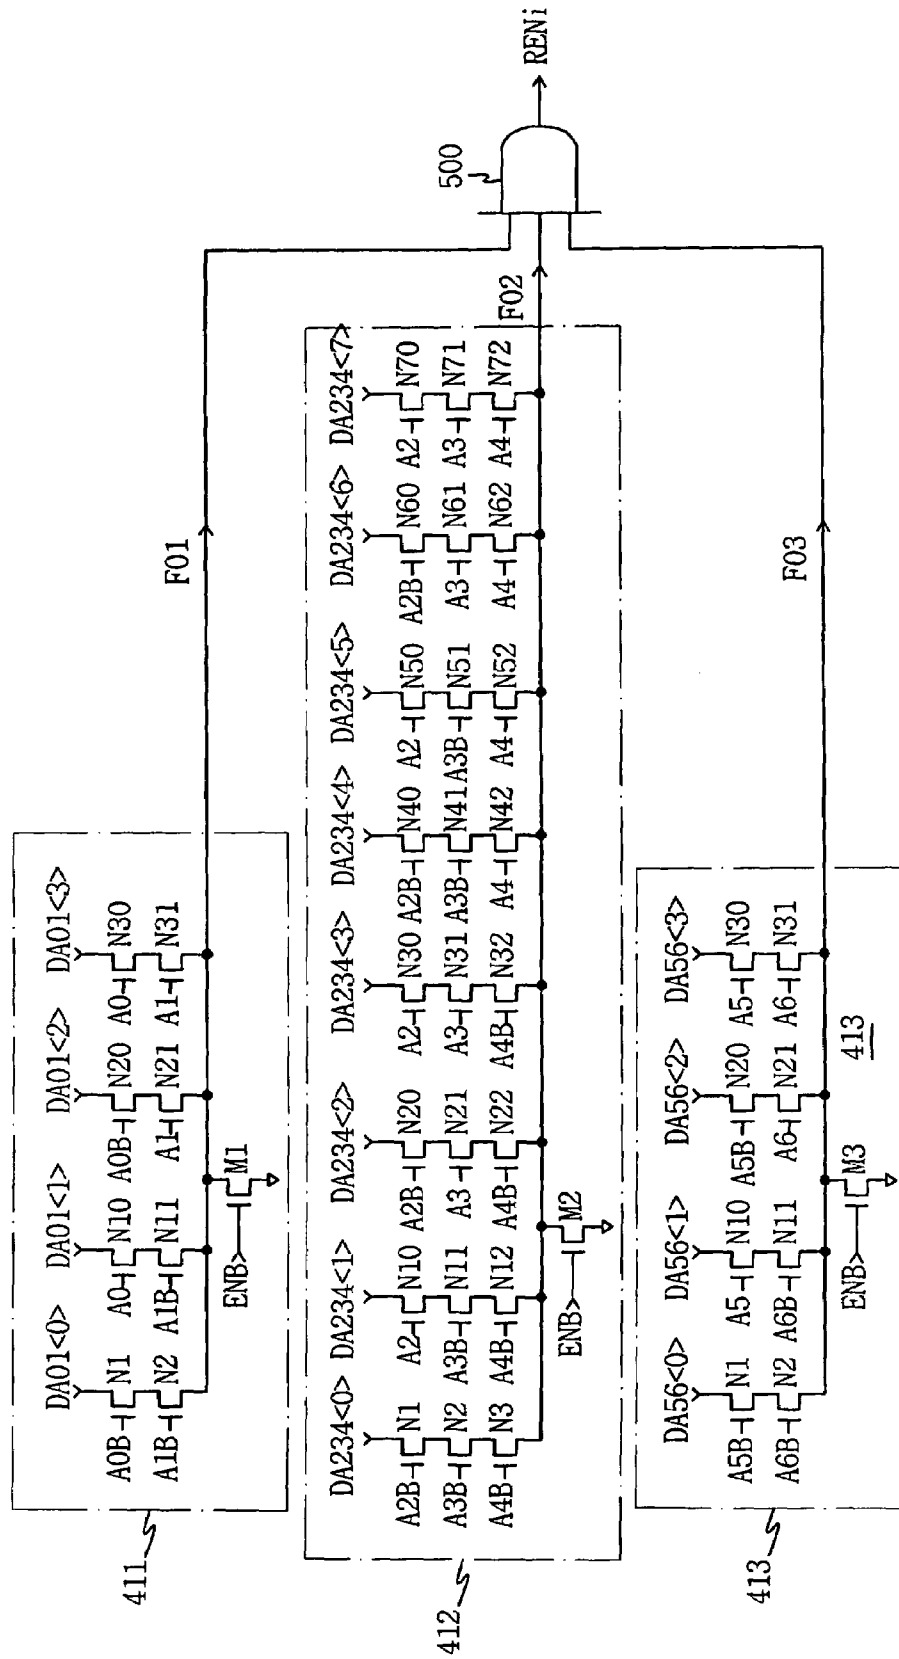 DA01<0> DA01<1> DA01<2> DA01<3>
A0B N1 A0 N10 A0B N20 A0 N30
A1B N2 A1B N11 A1 N21 A1 N31
ENB M1
411
F01
DA234<0> DA234<1> DA234<2> DA234<3> DA234<4> DA234<5> DA234<6> DA234<7>
A2B N1 A2 N10 A2B N20 A2 N30 A2B N40 A2 N50 A2B N60 A2 N70
A3B N2 A3B N11 A3 N21 A3 N31 A3B N41 A3B N51 A3 N61 A3 N71
A4B N3 A4B N12 A4B N22 A4B N32 A4 N42 A4 N52 A4 N62 A4 N72
ENB M2
412
F02
500
RENi
DA56<0> DA56<1> DA56<2> DA56<3>
A5B N1 A5 N10 A5B N20 A5 N30
A6B N2 A6B N11 A6 N21 A6 N31
ENB M3
413
413
F03